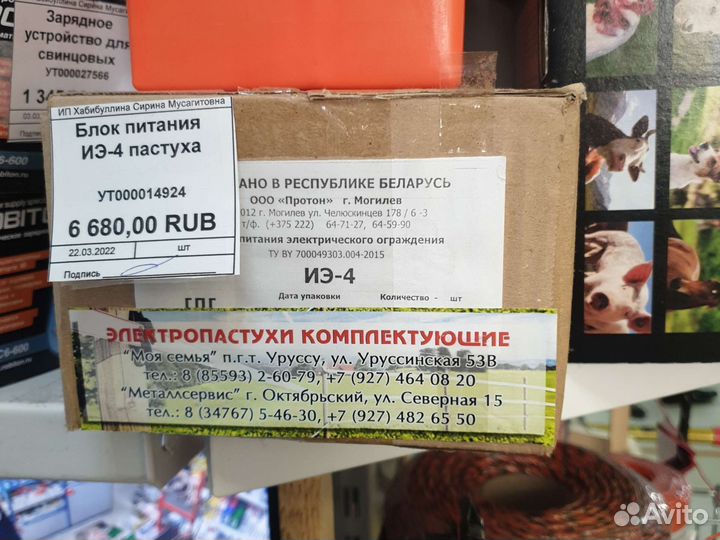 Зарядное
устройство для
свинцовых
УТ000027566
ИП Хабибуллина Сирина Мусагитовна
Блок питания
ИЭ-4 пастуха
УТ000014924
6 680,00 RUB
22.03.2022
шт
Подпись
АНО В РЕСПУБЛИКЕ БЕЛАРУСЬ
ООО «Протон» г. Могилев
012 г. Могилев ул. Челюскинцев 178 / 6 -3
т/ф. (+375 222) 64-71-27, 64-59-90
питания электрического ограждения
ТУ BY 700049303.004-2015
ИЭ-4
Дата упаковки Количество - шт
ЭЛЕКТРОПАСТУХИ КОМПЛЕКТУЮЩИЕ
"Моя семья" п.г.т. Уруссу, ул. Уруссинская 53В
тел.: 8 (85593) 2-60-79, +7 (927) 464 08 20
"Металлсервис" г. Октябрьский, ул. Северная 15
тел.: 8 (34767) 5-46-30, +7 (927) 482 65 50
Avito